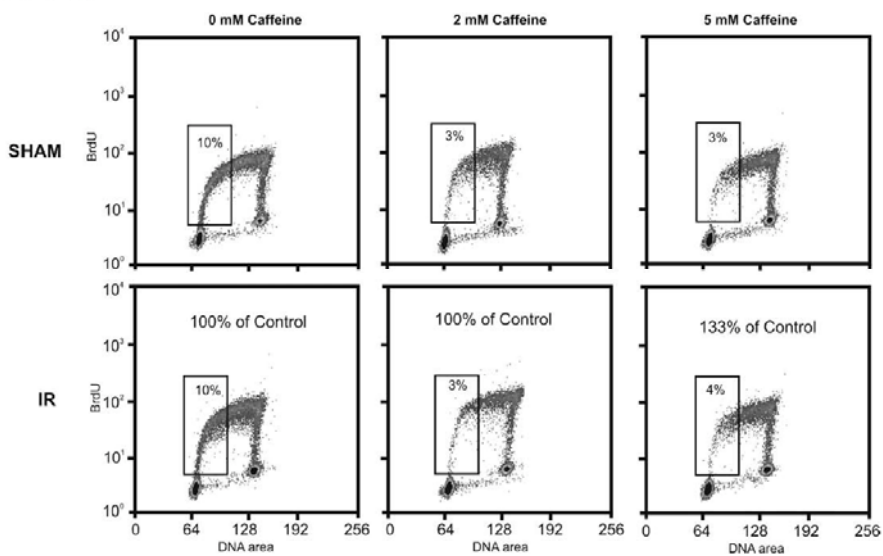 0 mM Caffeine 2 mM Caffeine 5 mM Caffeine
SHAM
BrdU
10⁴
10³
10²
10¹
10⁰
10% 3% 3%
IR
BrdU
10⁴
10³
10²
10¹
10⁰
100% of Control 100% of Control 133% of Control
10% 3% 4%
0 64 128 192 256 0 64 128 192 256 0 64 128 192 256
DNA area DNA area DNA area